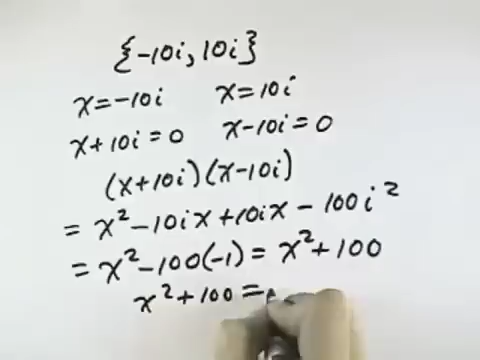 {-10i, 10i}
x=-10i x=10i
x+10i=0 x-10i=0
(x+10i)(x-10i)
= x²-10ix+10ix-100i²
= x²-100(-1) = x²+100
x²+100=